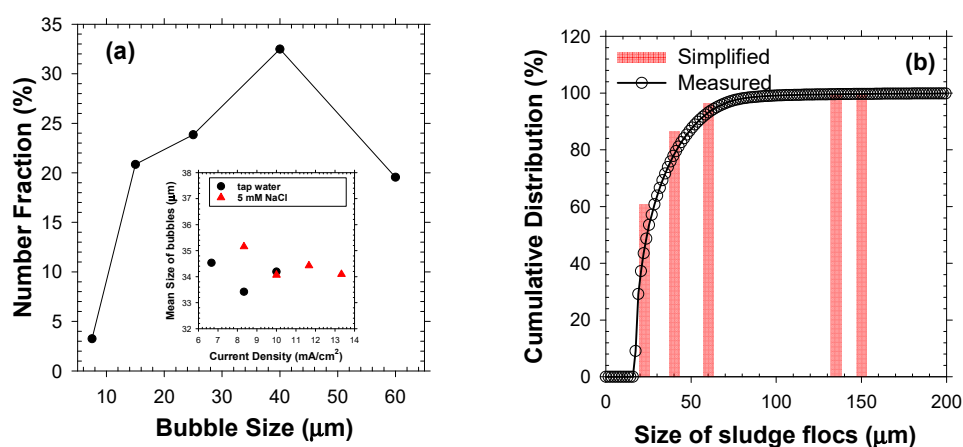 (a)
Number Fraction (%)
35
30
25
20
15
10
5
0
10 20 30 40 50 60
Bubble Size (μm)
tap water
5 mM NaCl
Mean Size of bubbles (μm)
38
37
36
35
34
33
32
6 7 8 9 10 11 12 13 14
Current Density (mA/cm²)
(b)
Simplified
Measured
Cumulative Distribution (%)
120
100
80
60
40
20
0
0 50 100 150 200
Size of sludge flocs (μm)